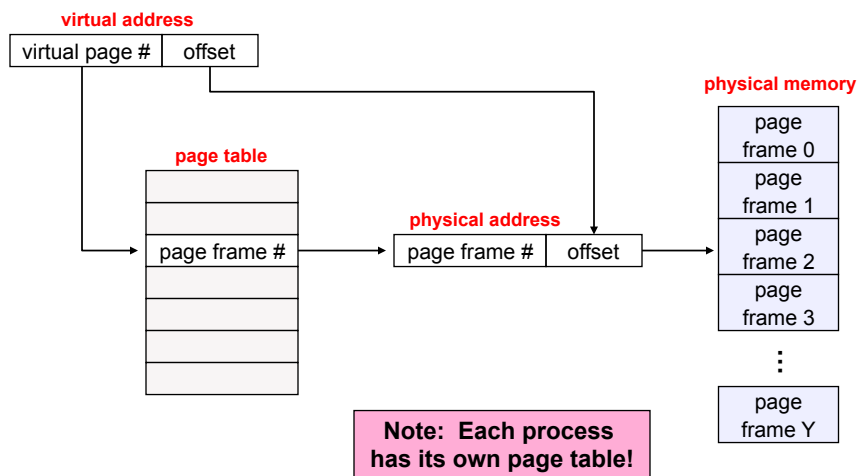 virtual address
virtual page #
offset
physical memory
page
frame 0
page table
page
frame 1
physical address
page frame #
page frame #
offset
page
frame 2
page
frame 3
⋮
page
frame Y
Note: Each process
has its own page table!